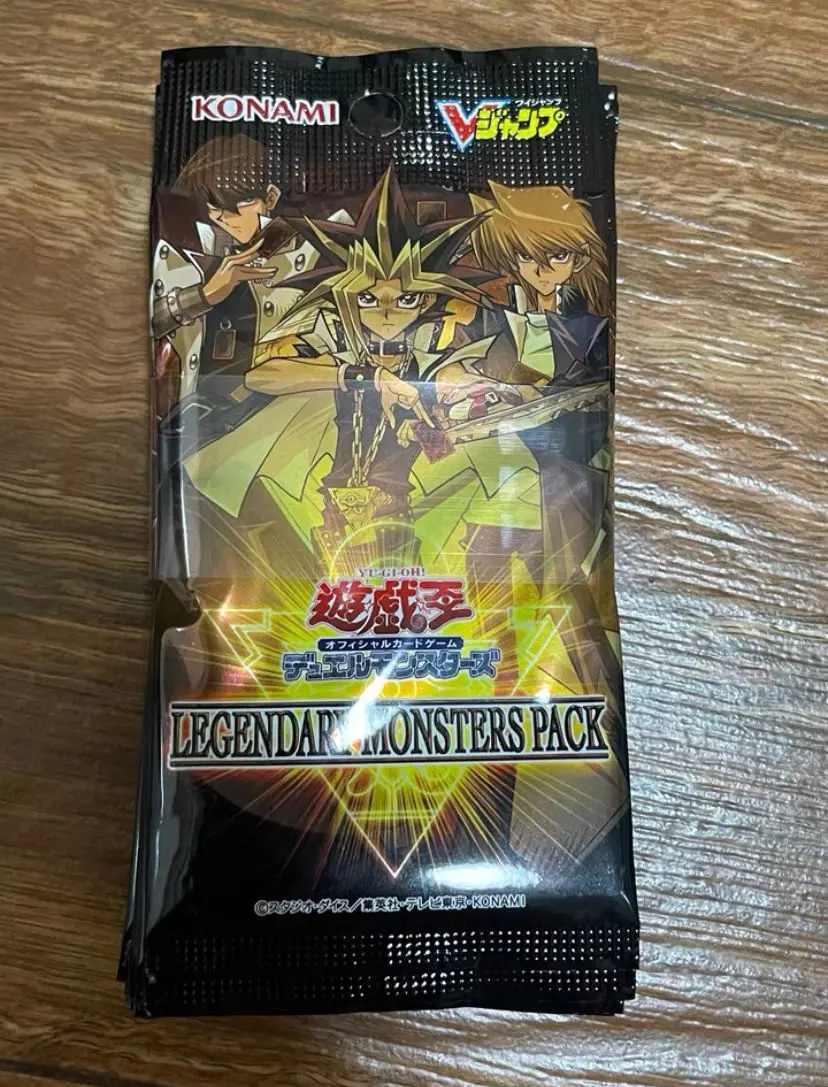 KONAMI
ブイジャンプ
Vジャンプ
YU-GI-OH!
遊戯王
オフィシャルカードゲーム
デュエルモンスターズ
LEGENDARY MONSTERS PACK
©スタジオ・ダイス/集英社・テレビ東京・KONAMI